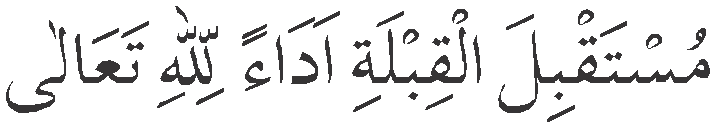 مُسْتَقْبِلَ الْقِبْلَةِ اَدَاءً لِلّٰهِ تَعَالٰى